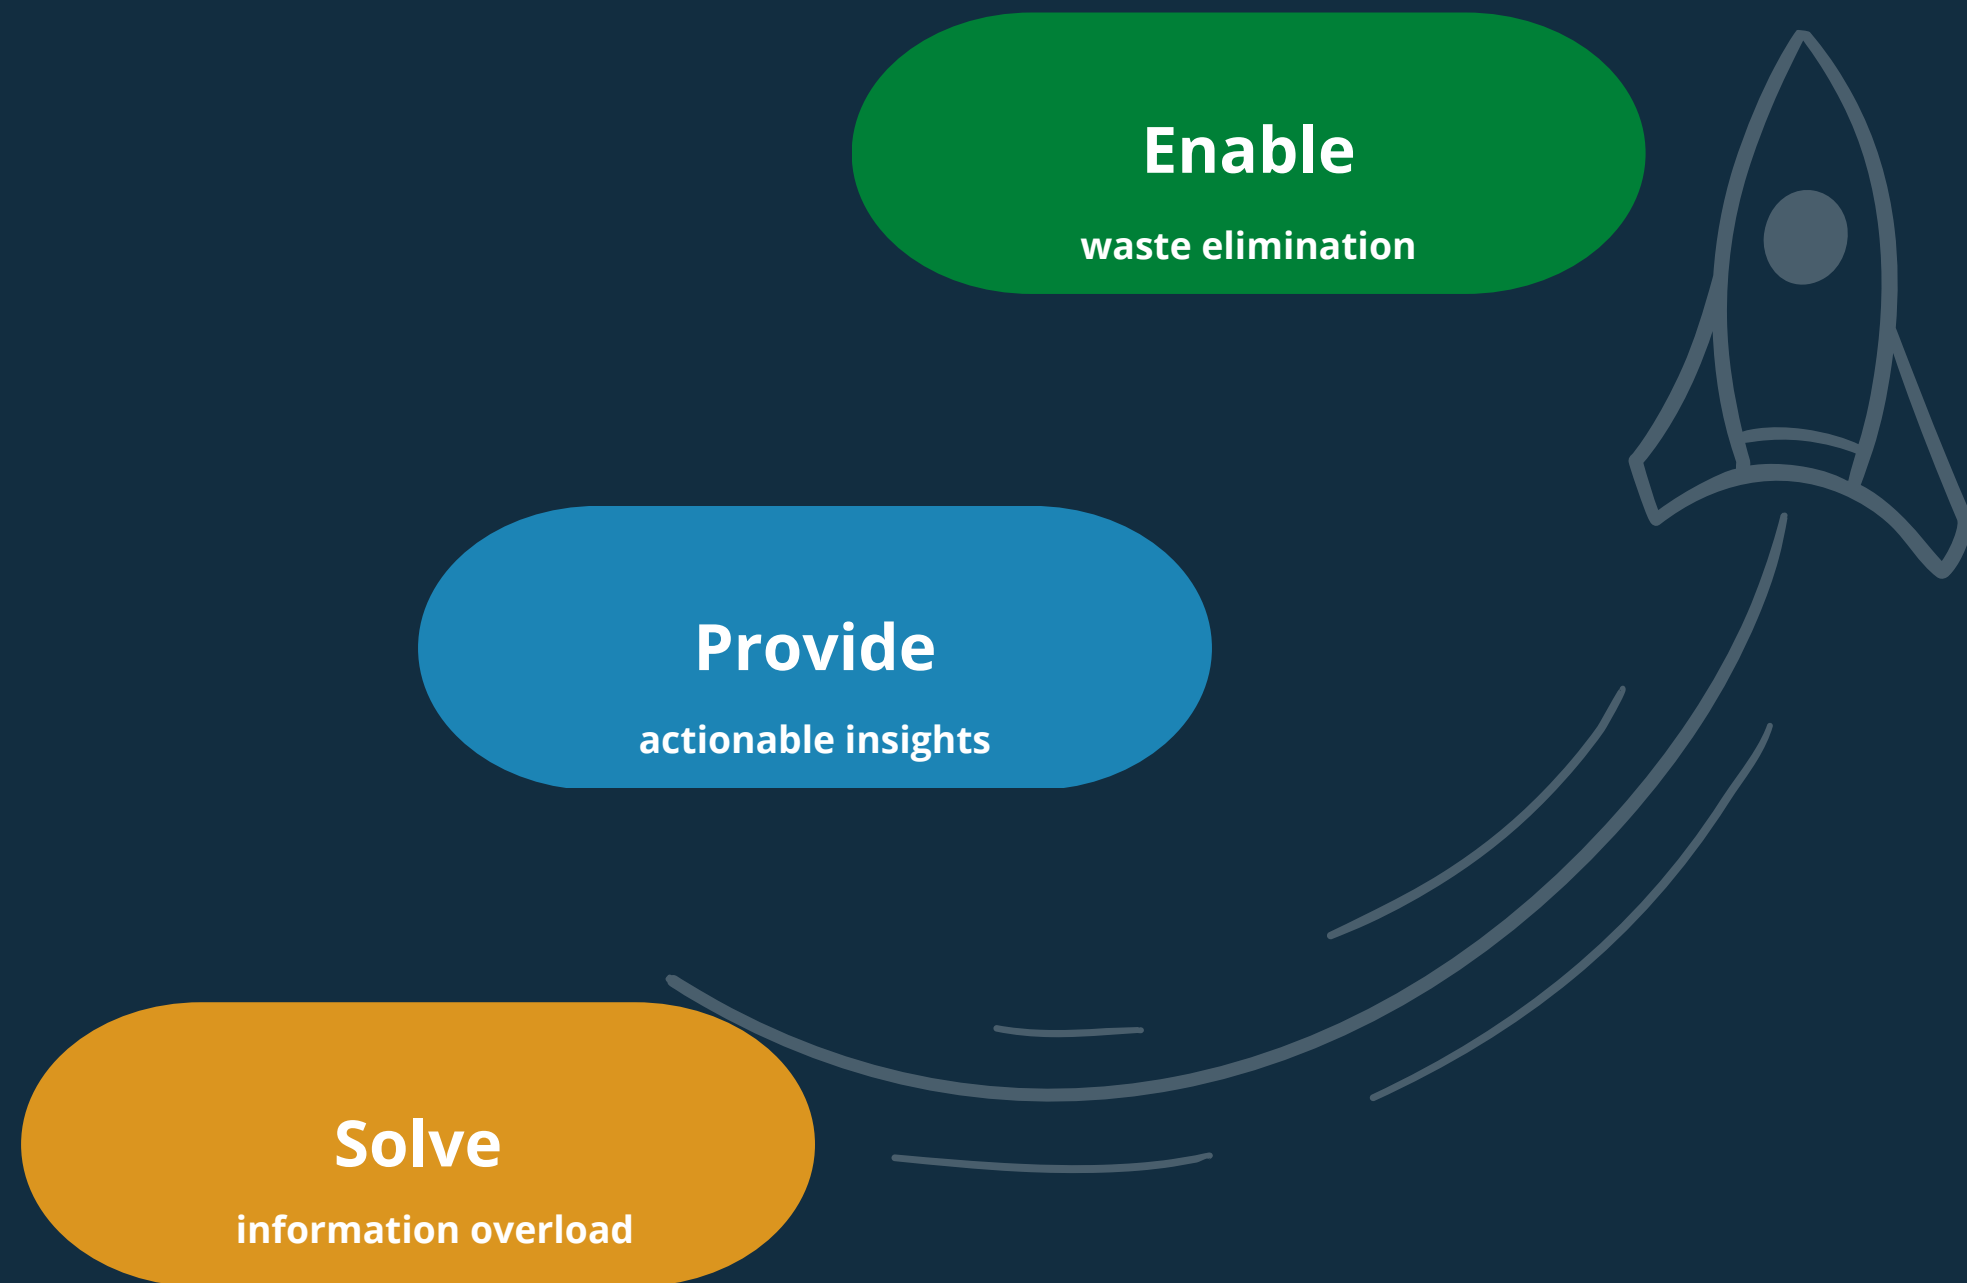 Enable
waste elimination
Provide
actionable insights
Solve
information overload